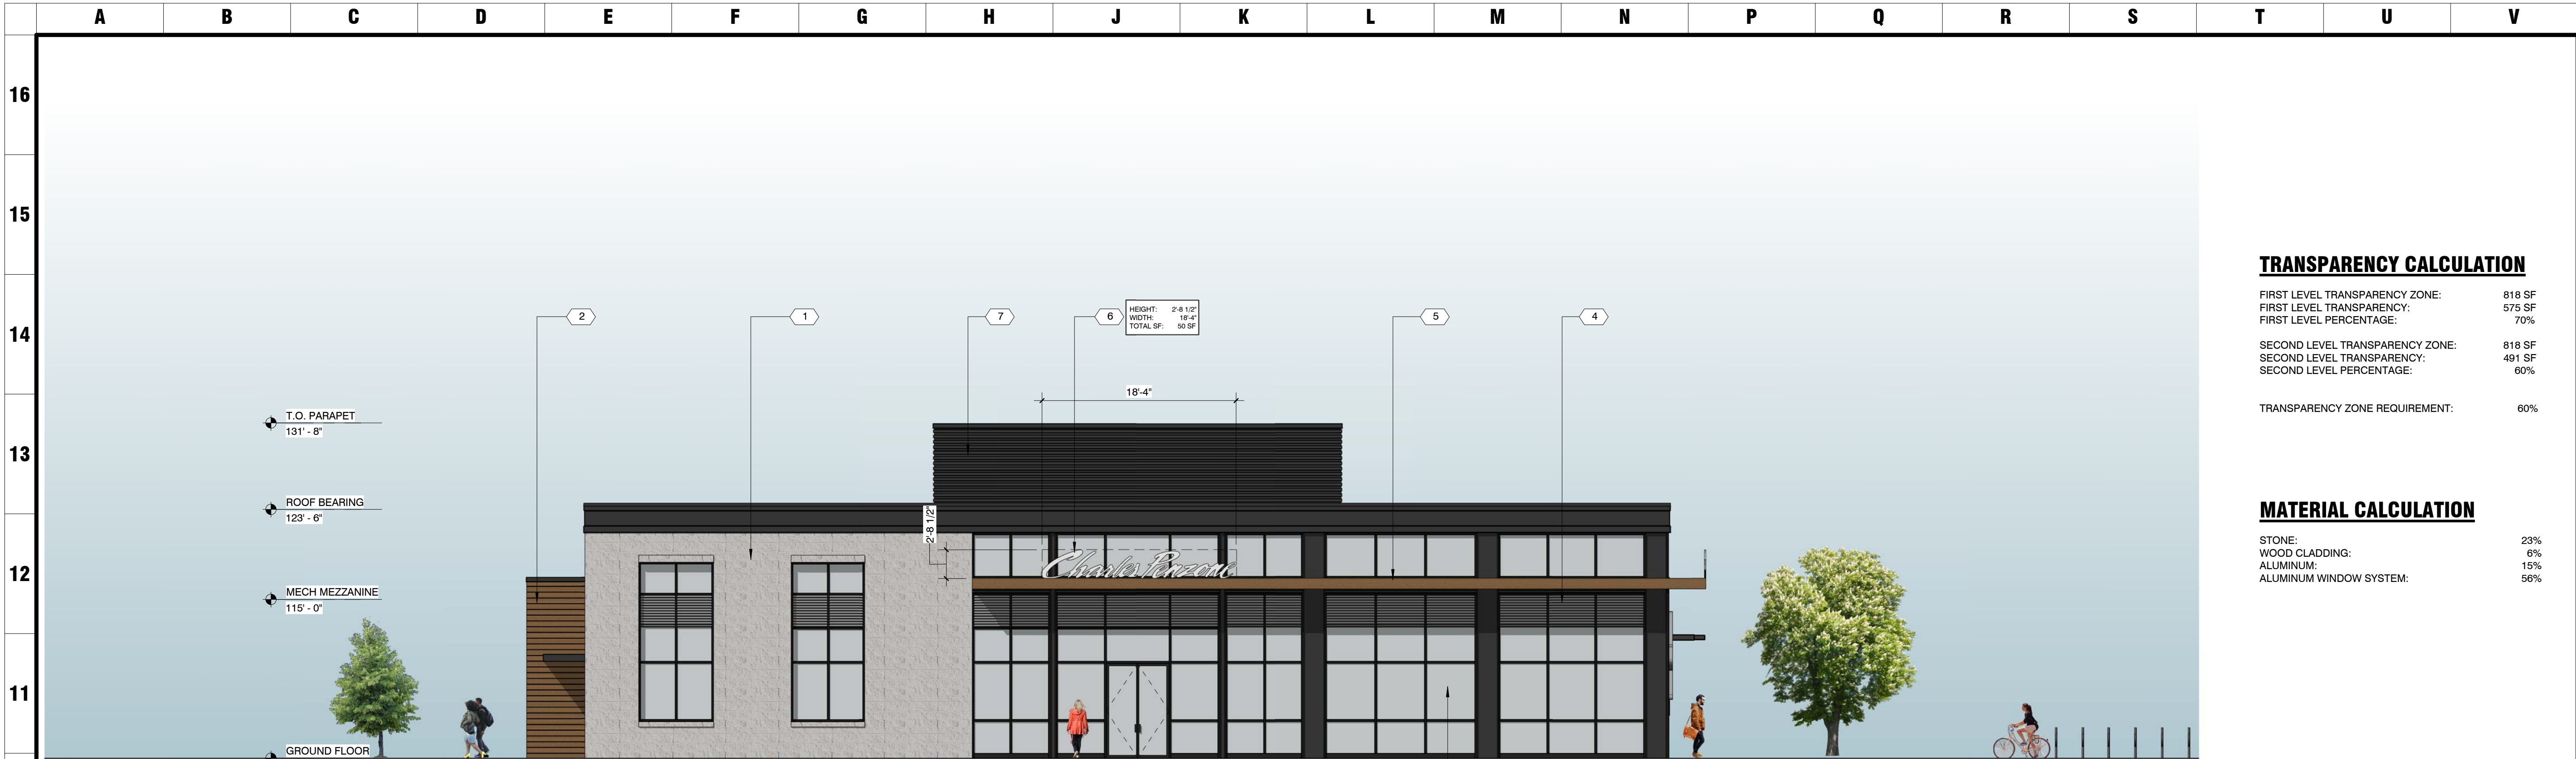 A B C D E F G H J K L M N P Q R S T U V
16
15
14
13
12
11
2
1
7
6
HEIGHT: 2'-8 1/2"
WIDTH: 18'-4"
TOTAL SF: 50 SF
5
4
18'-4"
2'-8 1/2"
T.O. PARAPET
131' - 8"
ROOF BEARING
123' - 6"
MECH MEZZANINE
115' - 0"
GROUND FLOOR
Charles Penzone
TRANSPARENCY CALCULATION
FIRST LEVEL TRANSPARENCY ZONE: 818 SF
FIRST LEVEL TRANSPARENCY: 575 SF
FIRST LEVEL PERCENTAGE: 70%
SECOND LEVEL TRANSPARENCY ZONE: 818 SF
SECOND LEVEL TRANSPARENCY: 491 SF
SECOND LEVEL PERCENTAGE: 60%
TRANSPARENCY ZONE REQUIREMENT: 60%
MATERIAL CALCULATION
STONE: 23%
WOOD CLADDING: 6%
ALUMINUM: 15%
ALUMINUM WINDOW SYSTEM: 56%